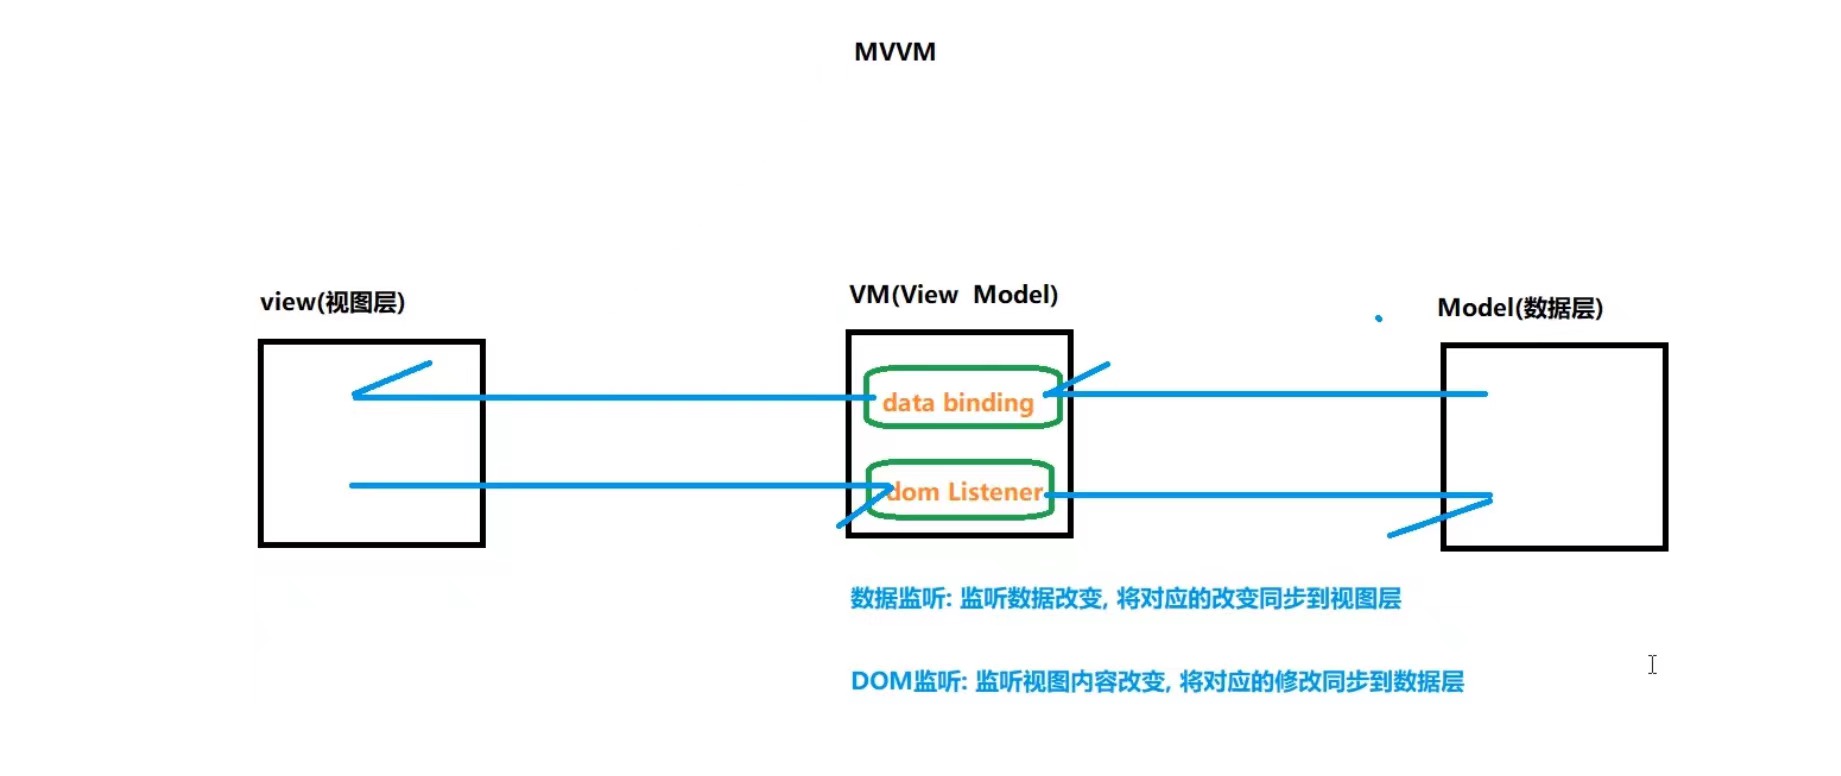 MVVM
view(视图层)
VM(View Model)
Model(数据层)
data binding
dom Listener
数据监听: 监听数据改变, 将对应的改变同步到视图层
DOM监听: 监听视图内容改变, 将对应的修改同步到数据层